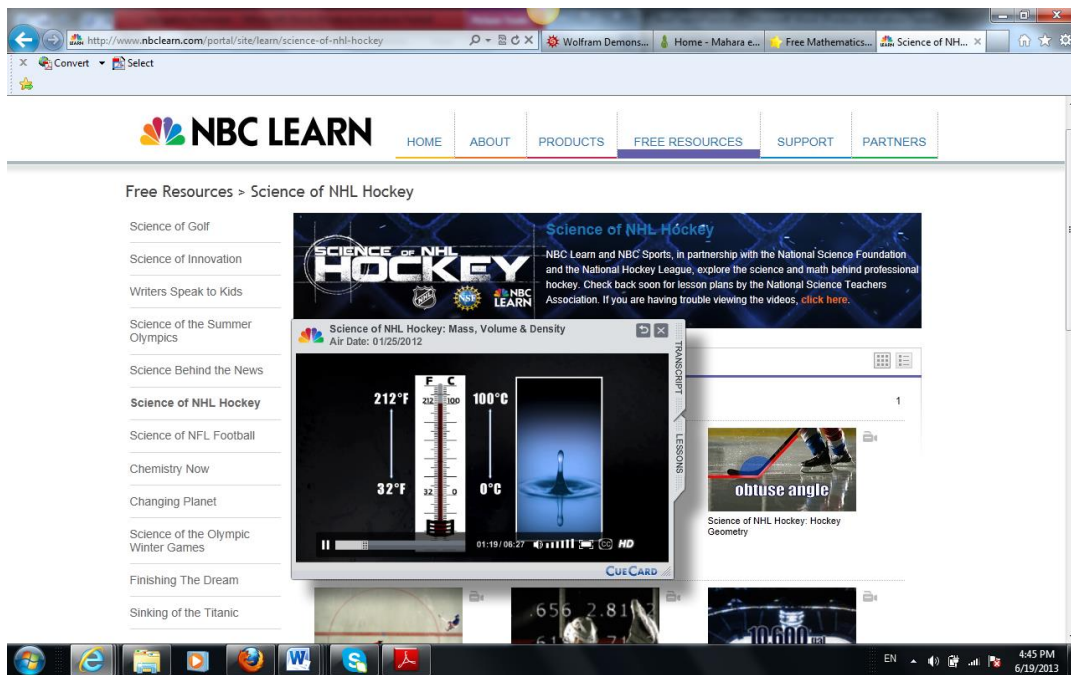 http://www.nbclearn.com/portal/site/learn/science-of-nhl-hockey
Wolfram Demons...
Home - Mahara e...
Free Mathematics...
Science of NH...
Convert
Select
NBC LEARN
HOME
ABOUT
PRODUCTS
FREE RESOURCES
SUPPORT
PARTNERS
Free Resources > Science of NHL Hockey
Science of Golf
Science of Innovation
Writers Speak to Kids
Science of the Summer
Olympics
Science Behind the News
Science of NHL Hockey
Science of NFL Football
Chemistry Now
Changing Planet
Science of the Olympic
Winter Games
Finishing The Dream
Sinking of the Titanic
SCIENCE OF NHL
HOCKEY
NHL
NSF
NBC
LEARN
Science of NHL Hockey
NBC Learn and NBC Sports, in partnership with the National Science Foundation
and the National Hockey League, explore the science and math behind professional
hockey. Check back soon for lesson plans by the National Science Teachers
Association. If you are having trouble viewing the videos, click here.
Science of NHL Hockey: Mass, Volume & Density
Air Date: 01/25/2012
TRANSCRIPT
LESSONS
F C
212°F 212 100 100°C
32°F 32 0 0°C
01:19/06:27
CC HD
CUECARD
1
obtuse angle
Science of NHL Hockey: Hockey
Geometry
.656 2.81
10,600
EN
4:45 PM
6/19/2013